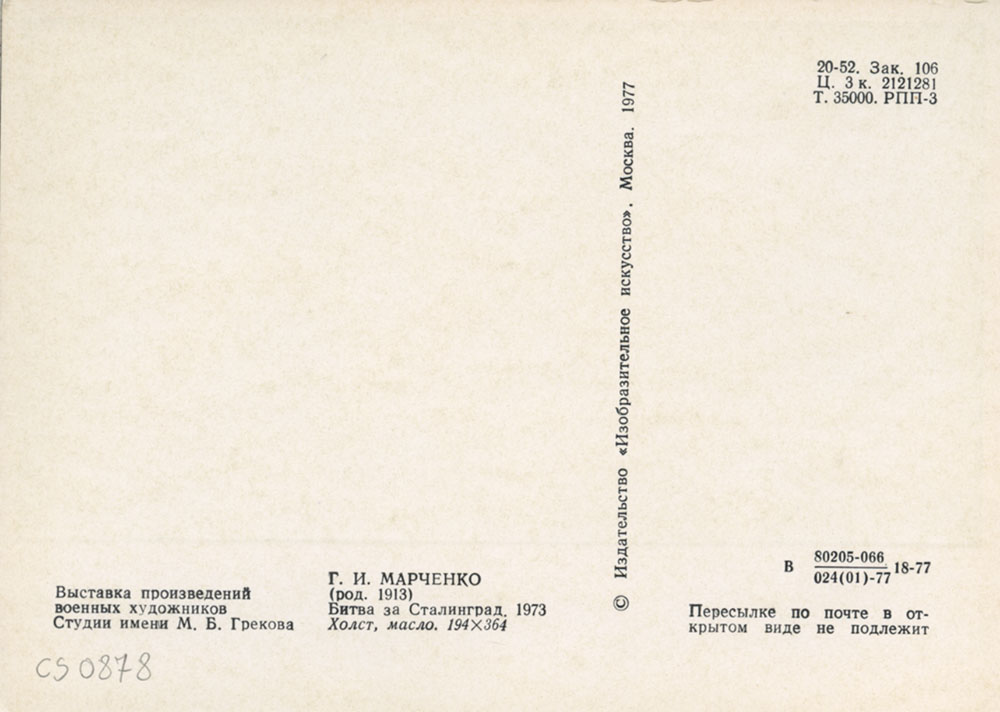 20-52. Зак. 106
Ц. 3 к. 2121281
Т. 35000. РПП-3
© Издательство «Изобразительное искусство». Москва. 1977
Выставка произведений
военных художников
Студии имени М. Б. Грекова
Г. И. МАРЧЕНКО
(род. 1913)
Битва за Сталинград. 1973
Холст, масло. 194×364
В 80205-066
024(01)-77 18-77
Пересылке по почте в от-
крытом виде не подлежит
CS 0878